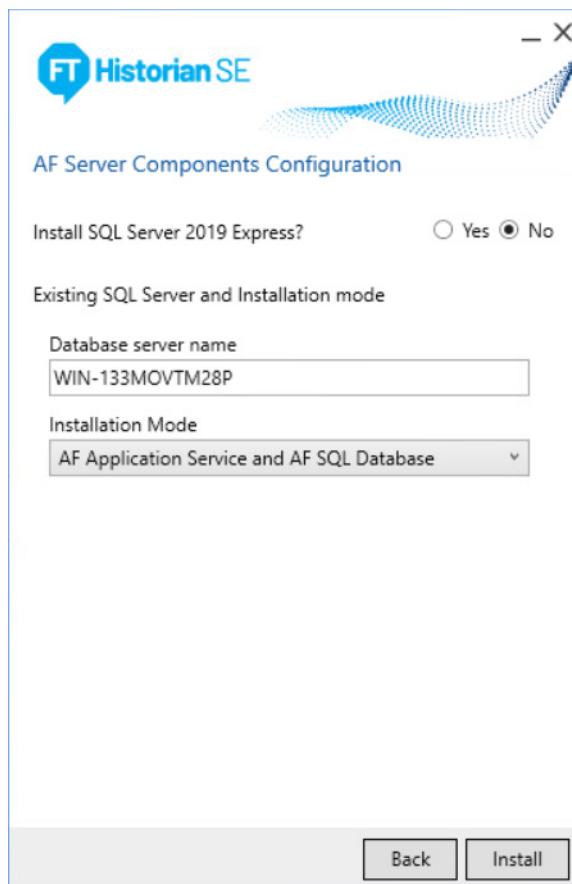 FT Historian SE
AF Server Components Configuration
Install SQL Server 2019 Express? Yes No
Existing SQL Server and Installation mode
Database server name
WIN-133MOVTM28P
Installation Mode
AF Application Service and AF SQL Database
Back Install